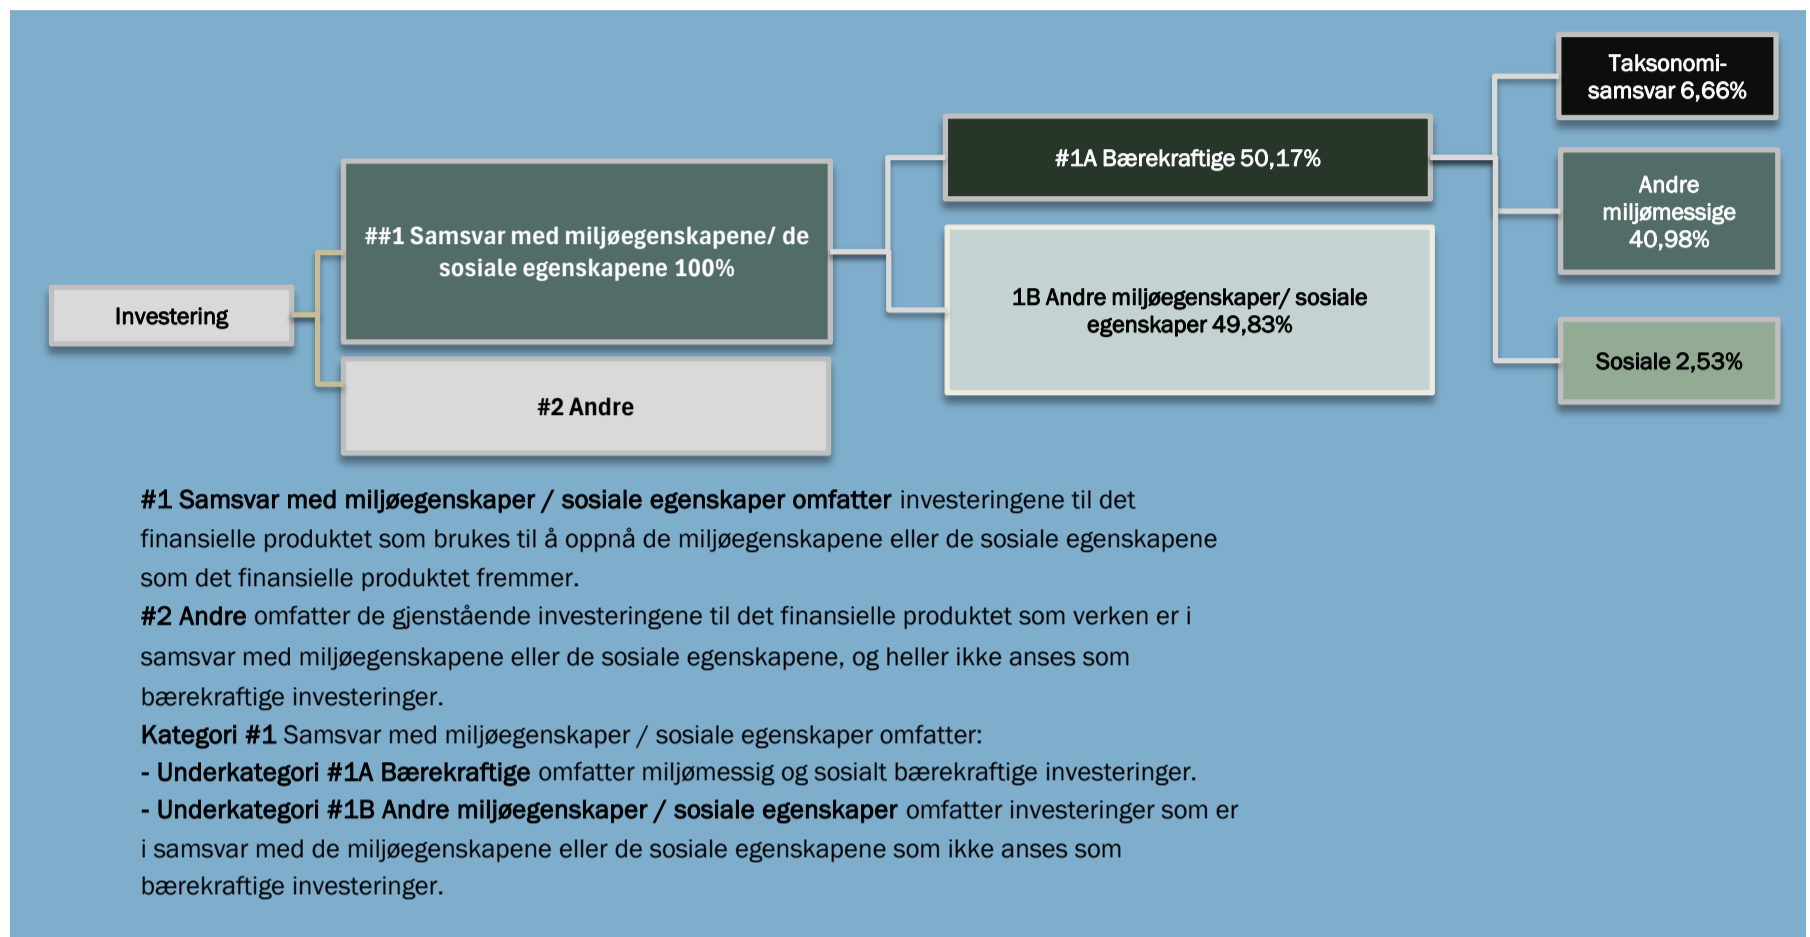 Taksonomi-
samsvar 6,66%
#1A Bærekraftige 50,17%
Andre
miljømessige
40,98%
##1 Samsvar med miljøegenskapene/ de
sosiale egenskapene 100%
1B Andre miljøegenskaper/ sosiale
egenskaper 49,83%
Investering
Sosiale 2,53%
#2 Andre
#1 Samsvar med miljøegenskaper / sosiale egenskaper omfatter investeringene til det
finansielle produktet som brukes til å oppnå de miljøegenskapene eller de sosiale egenskapene
som det finansielle produktet fremmer.
#2 Andre omfatter de gjenstående investeringene til det finansielle produktet som verken er i
samsvar med miljøegenskapene eller de sosiale egenskapene, og heller ikke anses som
bærekraftige investeringer.
Kategori #1 Samsvar med miljøegenskaper / sosiale egenskaper omfatter:
- Underkategori #1A Bærekraftige omfatter miljømessig og sosialt bærekraftige investeringer.
- Underkategori #1B Andre miljøegenskaper / sosiale egenskaper omfatter investeringer som er
i samsvar med de miljøegenskapene eller de sosiale egenskapene som ikke anses som
bærekraftige investeringer.